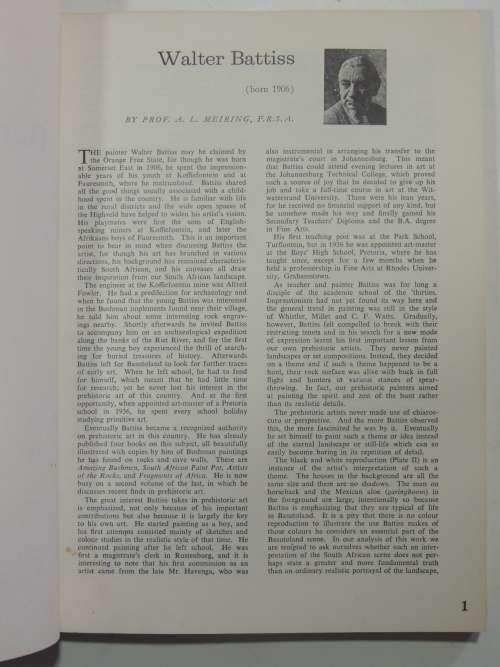 Walter Battiss
(born 1906)
BY PROF. A. L. MEIRING, F.R.S.A.
THE painter Walter Battiss may be claimed by
the Orange Free State, for though he was born
at Somerset East in 1906, he spent the impression-
able years of his youth at Koffiefontein and at
Fauresmith, where he matriculated. Battiss shared
all the good things usually associated with a child-
hood spent in the country. He is familiar with life
in the rural districts and the wide open spaces of
the Highveld have helped to widen his artist's vision.
His playmates were first the sons of English-
speaking miners at Koffiefontein, and later the
Afrikaans boys of Fauresmith. This is an important
point to bear in mind when discussing Battiss the
artist, for though his art has branched in various
directions, his background has remained characteris-
tically South African, and his canvases all draw
their inspiration from our South African landscape.
The engineer at the Koffiefontein mine was Alfred
Fowler. He had a predilection for archaeology and
when he found that the young Battiss was interested
in the Bushman implements found near their village,
he told him about some interesting rock engrav-
ings nearby. Shortly afterwards he invited Battiss
to accompany him on an archaeological expedition
along the banks of the Riet River, and for the first
time the young boy experienced the thrill of search-
ing for buried treasures of history. Afterwards
Battiss left for Basutoland to look for further traces
of early art. When he left school, he had to fend
for himself, which meant that he had little time
for research, yet he never lost his interest in the
prehistoric art of this country. And at the first
opportunity, when appointed art-master of a Pretoria
school in 1936, he spent every school holiday
studying primitive art.
Eventually Battiss became a recognized authority
on prehistoric art in this country. He has already
published four books on this subject, all beautifully
illustrated with copies by him of Bushman paintings
he has found on rocks and cave walls. These are
Amazing Bushmen, South African Paint Pot, Artists
of the Rocks, and Fragments of Africa. He is now
busy on a second volume of the last, in which he
discusses recent finds in prehistoric art.
The great interest Battiss takes in prehistoric art
is emphasized, not only because of his important
contributions but also because it is largely the key
to his own art. He started painting as a boy, and
his first attempts consisted mainly of sketches and
colour studies in the realistic style of that time. He
continued painting after he left school. He was
first a magistrate's clerk in Rustenburg, and it is
interesting to note that his first commission as an
artist came from the late Mr. Havenga, who was
also instrumental in arranging his transfer to the
magistrate's court in Johannesburg. This meant
that Battiss could attend evening lectures in art at
the Johannesburg Technical College, which proved
such a source of joy that he decided to give up his
job and take a full-time course in art at the Wit-
watersrand University. Those were his lean years,
for he received no financial support of any kind, but
he somehow made his way and finally gained his
Secondary Teachers' Diploma and the B.A. degree
in Fine Arts.
His first teaching post was at the Park School,
Turffontein, but in 1936 he was appointed art-master
at the Boys' High School, Pretoria, where he has
taught since, except for a few months when he
held a professorship in Fine Arts at Rhodes Univer-
sity, Grahamstown.
As teacher and painter Battiss was for long a
disciple of the academic school of the 'thirties.
Impressionism had not yet found its way here and
the general trend in painting was still in the style
of Whistler, Millet and C. F. Watts. Gradually,
however, Battiss felt compelled to break with their
restricting tenets and in his search for a new mode
of expression learnt his first important lesson from
our own prehistoric artists. They never painted
landscapes or set compositions. Instead, they decided
on a theme and if such a theme happened to be a
hunt, their rock surface was alive with buck in full
flight and hunters in various stances of spear-
throwing. In fact, our prehistoric painters aimed
at painting the spirit and zest of the hunt rather
than its realistic details.
The prehistoric artists never made use of chiaros-
curo or perspective. And the more Battiss observed
this, the more fascinated he was by it. Eventually
he set himself to paint such a theme or idea instead
of the eternal landscape or still-life which can so
easily become boring in its repetition of detail.
The black and white reproduction (Plate II) is an
instance of the artist's interpretation of such a
theme. The houses in the background are all the
same size and there are no shadows. The man on
horseback and the Mexican aloe (garingboom) in
the foreground are large, intentionally so because
Battiss is emphasizing that they are typical of life
in Basutoland. It is a pity that there is no colour
reproduction to illustrate the use Battiss makes of
those colours he considers an essential part of the
Basutoland scene. In our analysis of this work we
are tempted to ask ourselves whether such an inter-
pretation of the South African scene does not per-
haps state a greater and more fundamental truth
than an ordinary realistic portrayal of the landscape,
1